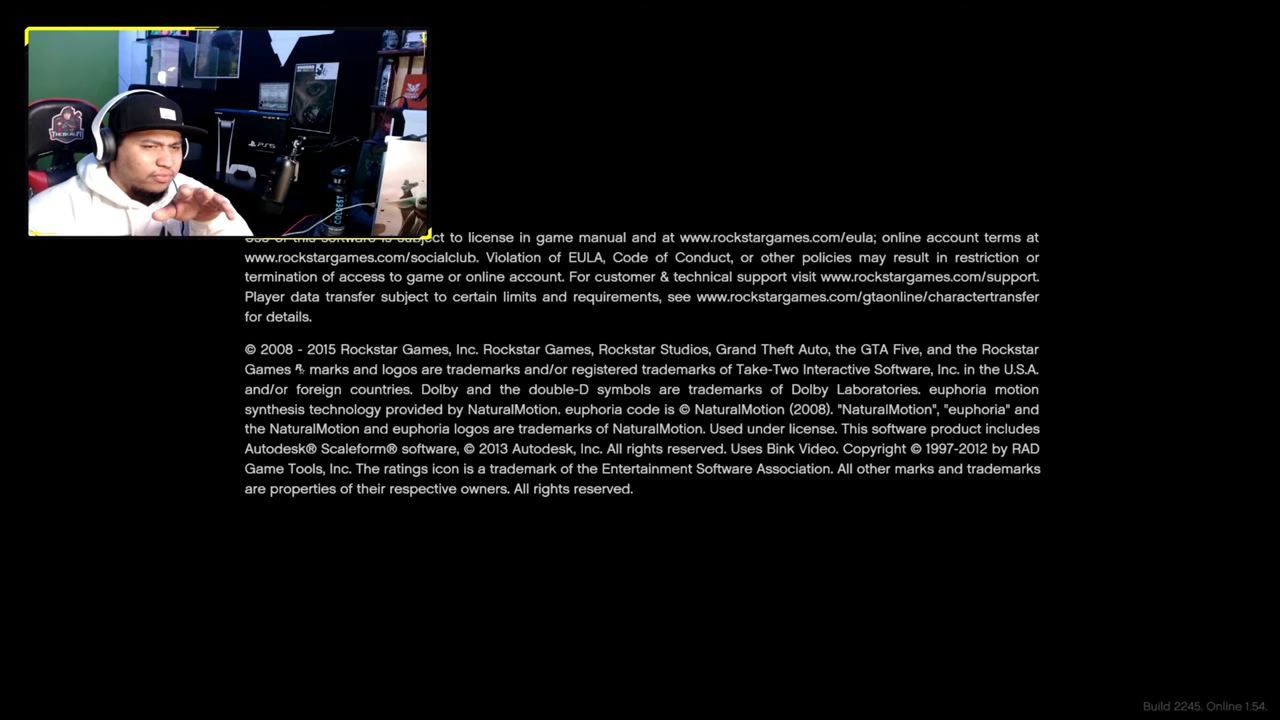 PS5
COLDEST
Use of this software is subject to license in game manual and at www.rockstargames.com/eula; online account terms at
www.rockstargames.com/socialclub. Violation of EULA, Code of Conduct, or other policies may result in restriction or
termination of access to game or online account. For customer & technical support visit www.rockstargames.com/support.
Player data transfer subject to certain limits and requirements, see www.rockstargames.com/gtaonline/charactertransfer
for details.
© 2008 - 2015 Rockstar Games, Inc. Rockstar Games, Rockstar Studios, Grand Theft Auto, the GTA Five, and the Rockstar
Games R* marks and logos are trademarks and/or registered trademarks of Take-Two Interactive Software, Inc. in the U.S.A.
and/or foreign countries. Dolby and the double-D symbols are trademarks of Dolby Laboratories. euphoria motion
synthesis technology provided by NaturalMotion. euphoria code is © NaturalMotion (2008). "NaturalMotion", "euphoria" and
the NaturalMotion and euphoria logos are trademarks of NaturalMotion. Used under license. This software product includes
Autodesk® Scaleform® software, © 2013 Autodesk, Inc. All rights reserved. Uses Bink Video. Copyright © 1997-2012 by RAD
Game Tools, Inc. The ratings icon is a trademark of the Entertainment Software Association. All other marks and trademarks
are properties of their respective owners. All rights reserved.
Build 2245. Online 1.54.